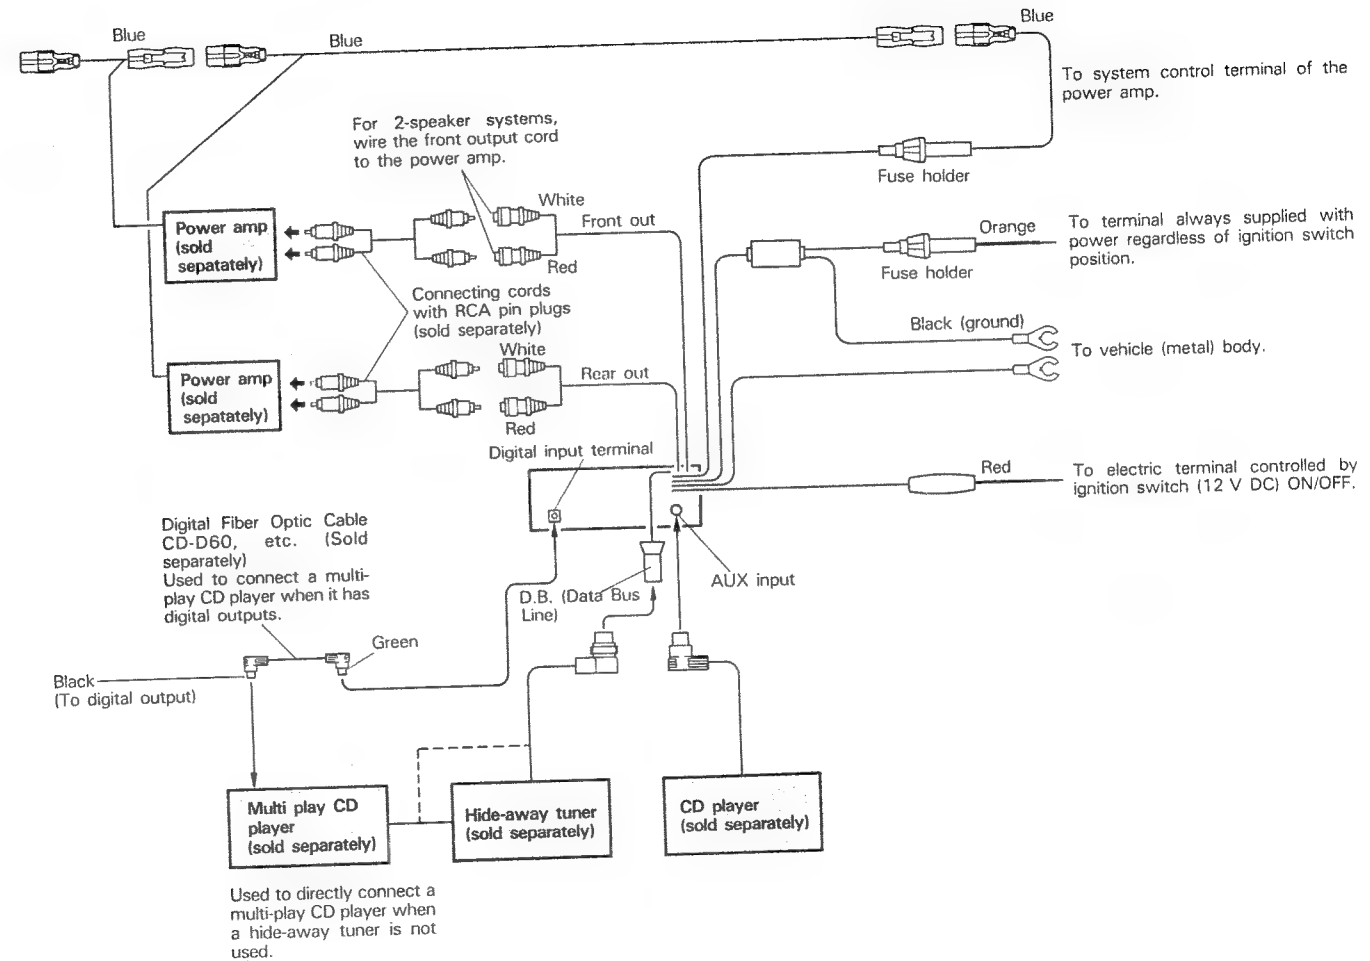 Blue
Blue
Blue
To system control terminal of the
power amp.
For 2-speaker systems,
wire the front output cord
to the power amp.
Fuse holder
White
Front out
Red
Power amp
(sold
sepatately)
Orange
To terminal always supplied with
power regardless of ignition switch
position.
Fuse holder
Connecting cords
with RCA pin plugs
(sold separately)
Black (ground)
To vehicle (metal) body.
White
Rear out
Red
Power amp
(sold
sepatately)
Digital input terminal
Red
To electric terminal controlled by
ignition switch (12 V DC) ON/OFF.
Digital Fiber Optic Cable
CD-D60, etc. (Sold
separately)
Used to connect a multi-
play CD player when it has
digital outputs.
D.B. (Data Bus
Line)
AUX input
Green
Black
(To digital output)
Multi play CD
player
(sold separately)
Hide-away tuner
(sold separately)
CD player
(sold separately)
Used to directly connect a
multi-play CD player when
a hide-away tuner is not
used.